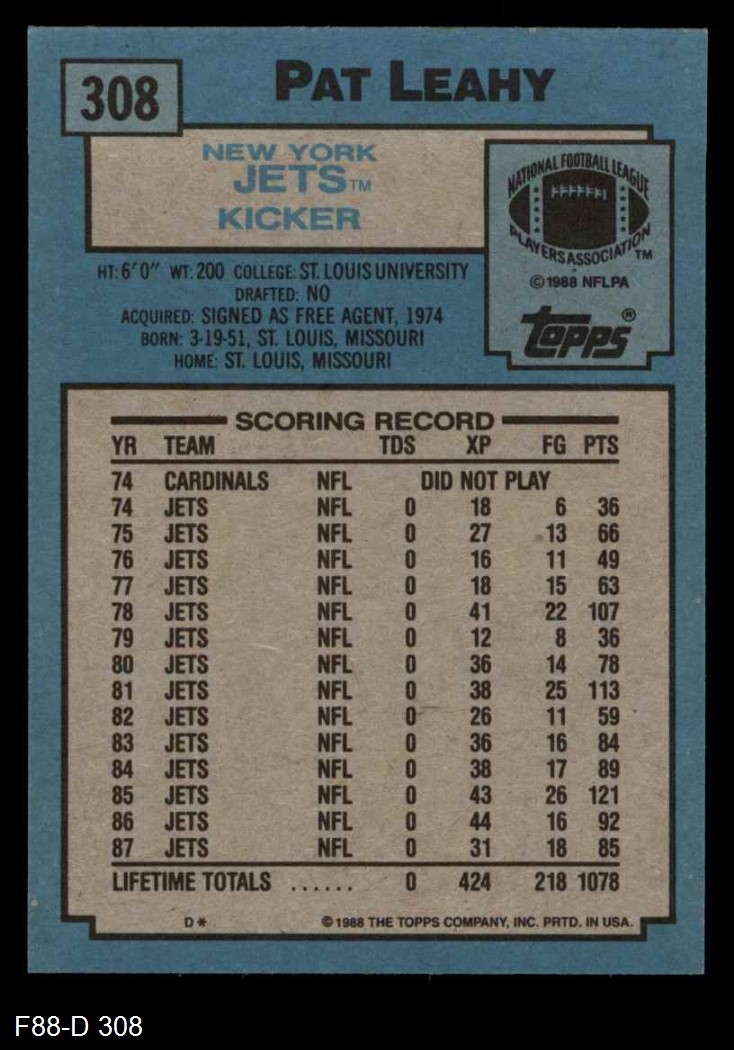 308
PAT LEAHY
NEW YORK
JETS™
KICKER
NATIONAL FOOTBALL LEAGUE
PLAYERS ASSOCIATION™
© 1988 NFLPA
topps®
HT: 6'0" WT: 200 COLLEGE: ST. LOUIS UNIVERSITY
DRAFTED: NO
ACQUIRED: SIGNED AS FREE AGENT, 1974
BORN: 3-19-51, ST. LOUIS, MISSOURI
HOME: ST. LOUIS, MISSOURI
SCORING RECORD
YR TEAM TDS XP FG PTS
74 CARDINALS NFL DID NOT PLAY
74 JETS NFL 0 18 6 36
75 JETS NFL 0 27 13 66
76 JETS NFL 0 16 11 49
77 JETS NFL 0 18 15 63
78 JETS NFL 0 41 22 107
79 JETS NFL 0 12 8 36
80 JETS NFL 0 36 14 78
81 JETS NFL 0 38 25 113
82 JETS NFL 0 26 11 59
83 JETS NFL 0 36 16 84
84 JETS NFL 0 38 17 89
85 JETS NFL 0 43 26 121
86 JETS NFL 0 44 16 92
87 JETS NFL 0 31 18 85
LIFETIME TOTALS ...... 0 424 218 1078
D* © 1988 THE TOPPS COMPANY, INC. PRTD. IN USA.
F88-D 308